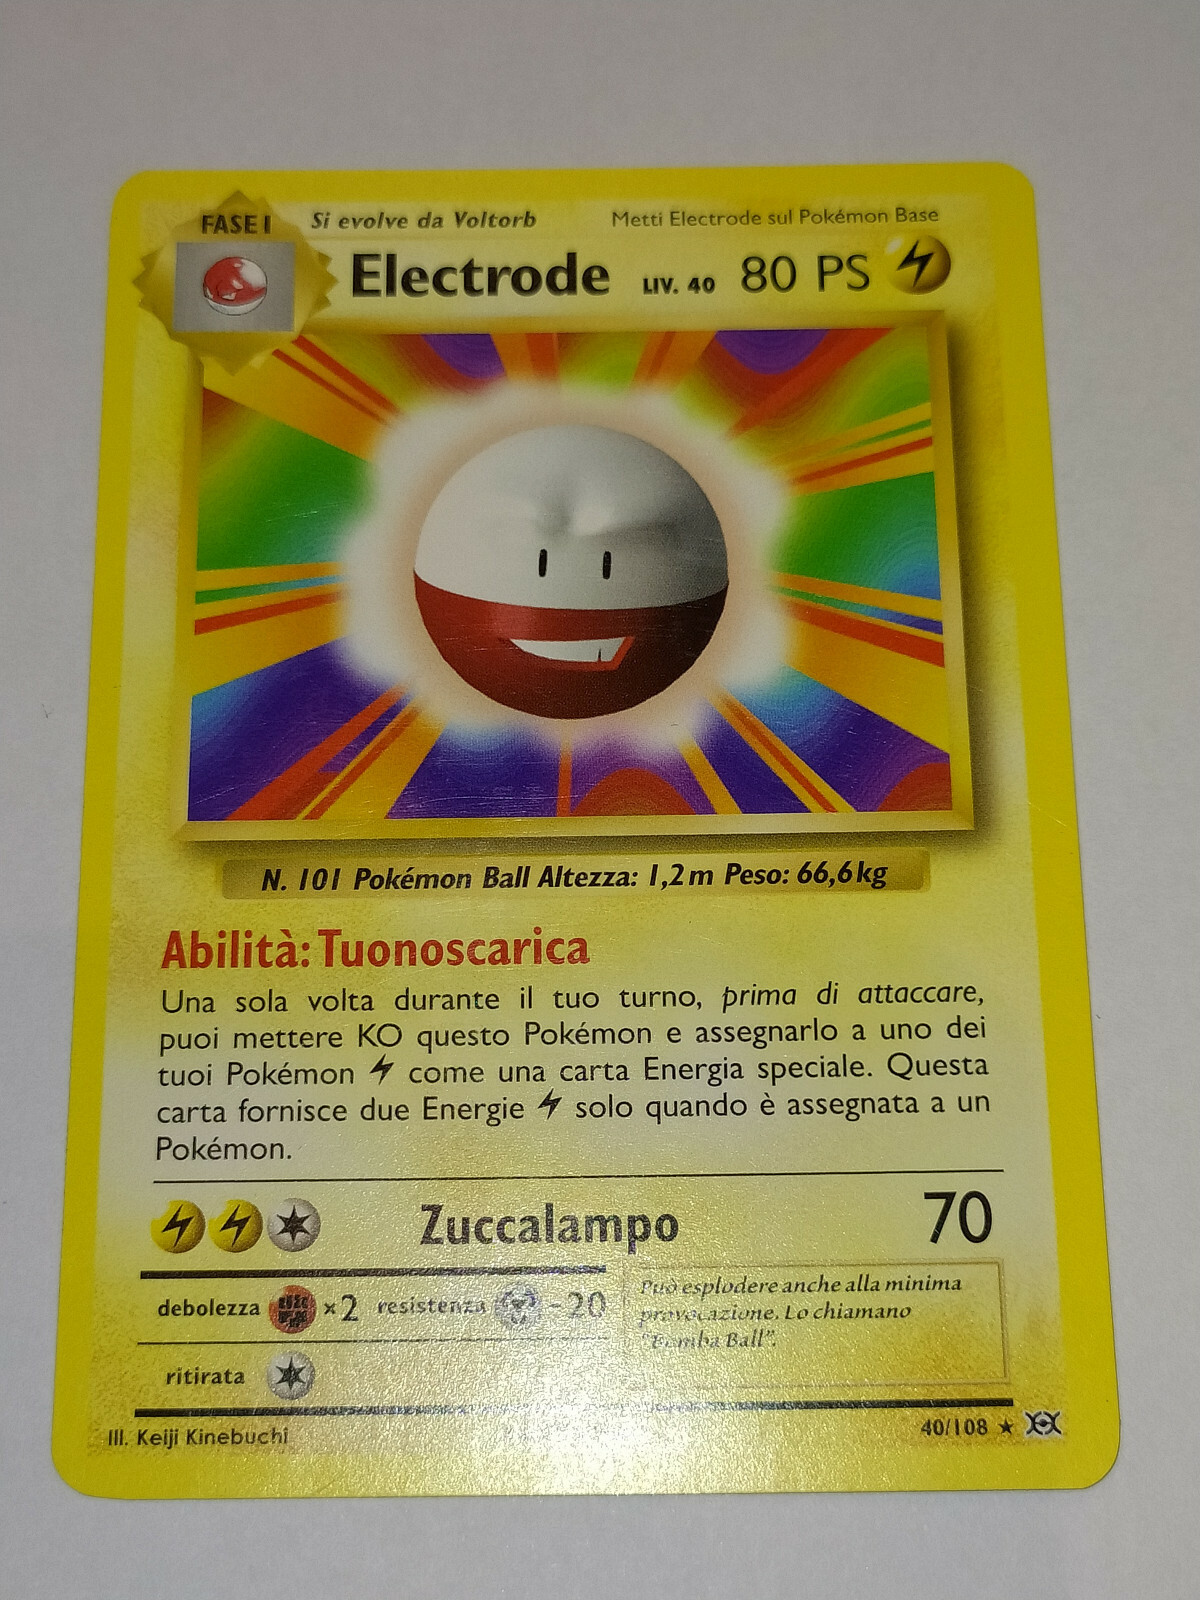 FASE 1
Si evolve da Voltorb
Metti Electrode sul Pokémon Base
Electrode LIV. 40 80 PS
N. 101 Pokémon Ball Altezza: 1,2m Peso: 66,6kg
Abilità: Tuonoscarica
Una sola volta durante il tuo turno, prima di attaccare,
puoi mettere KO questo Pokémon e assegnarlo a uno dei
tuoi Pokémon come una carta Energia speciale. Questa
carta fornisce due Energie solo quando è assegnata a un
Pokémon.
Zuccalampo 70
debolezza ×2 resistenza -20
Può esplodere anche alla minima
provocazione. Lo chiamano
"Bomba Ball".
ritirata
Ill. Keiji Kinebuchi
40/108 ★